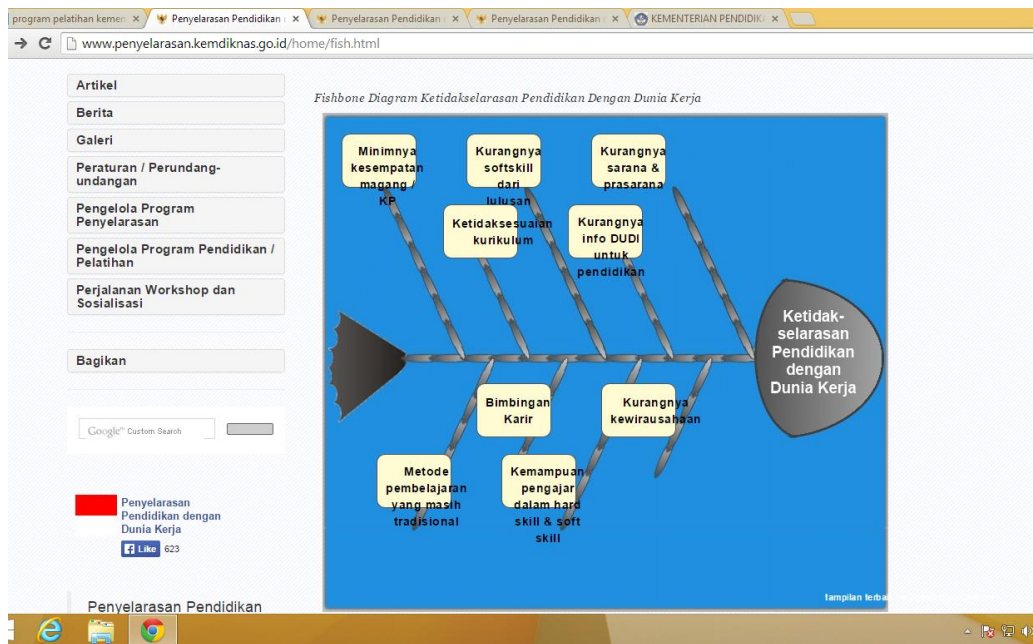 program pelatihan kemen
Penyelarasan Pendidikan
Penyelarasan Pendidikan
Penyelarasan Pendidikan
KEMENTERIAN PENDIDIK
www.penyelarasan.kemdiknas.go.id/home/fish.html
Artikel
Berita
Galeri
Peraturan / Perundang-
undangan
Pengelola Program
Penyelarasan
Pengelola Program Pendidikan /
Pelatihan
Perjalanan Workshop dan
Sosialisasi
Bagikan
Google™ Custom Search
Penyelarasan
Pendidikan dengan
Dunia Kerja
Like 623
Penyelarasan Pendidikan
Fishbone Diagram Ketidakselarasan Pendidikan Dengan Dunia Kerja
Minimnya
kesempatan
magang /
KP
Kurangnya
softskill
dari
lulusan
Kurangnya
sarana &
prasarana
Ketidaksesuaian
kurikulum
Kurangnya
info DUDI
untuk
pendidikan
Ketidak-
selarasan
Pendidikan
dengan
Dunia Kerja
Bimbingan
Karir
Kurangnya
kewirausahaan
Metode
pembelajaran
yang masih
tradisional
Kemampuan
pengajar
dalam hard
skill & soft
skill
tampilan